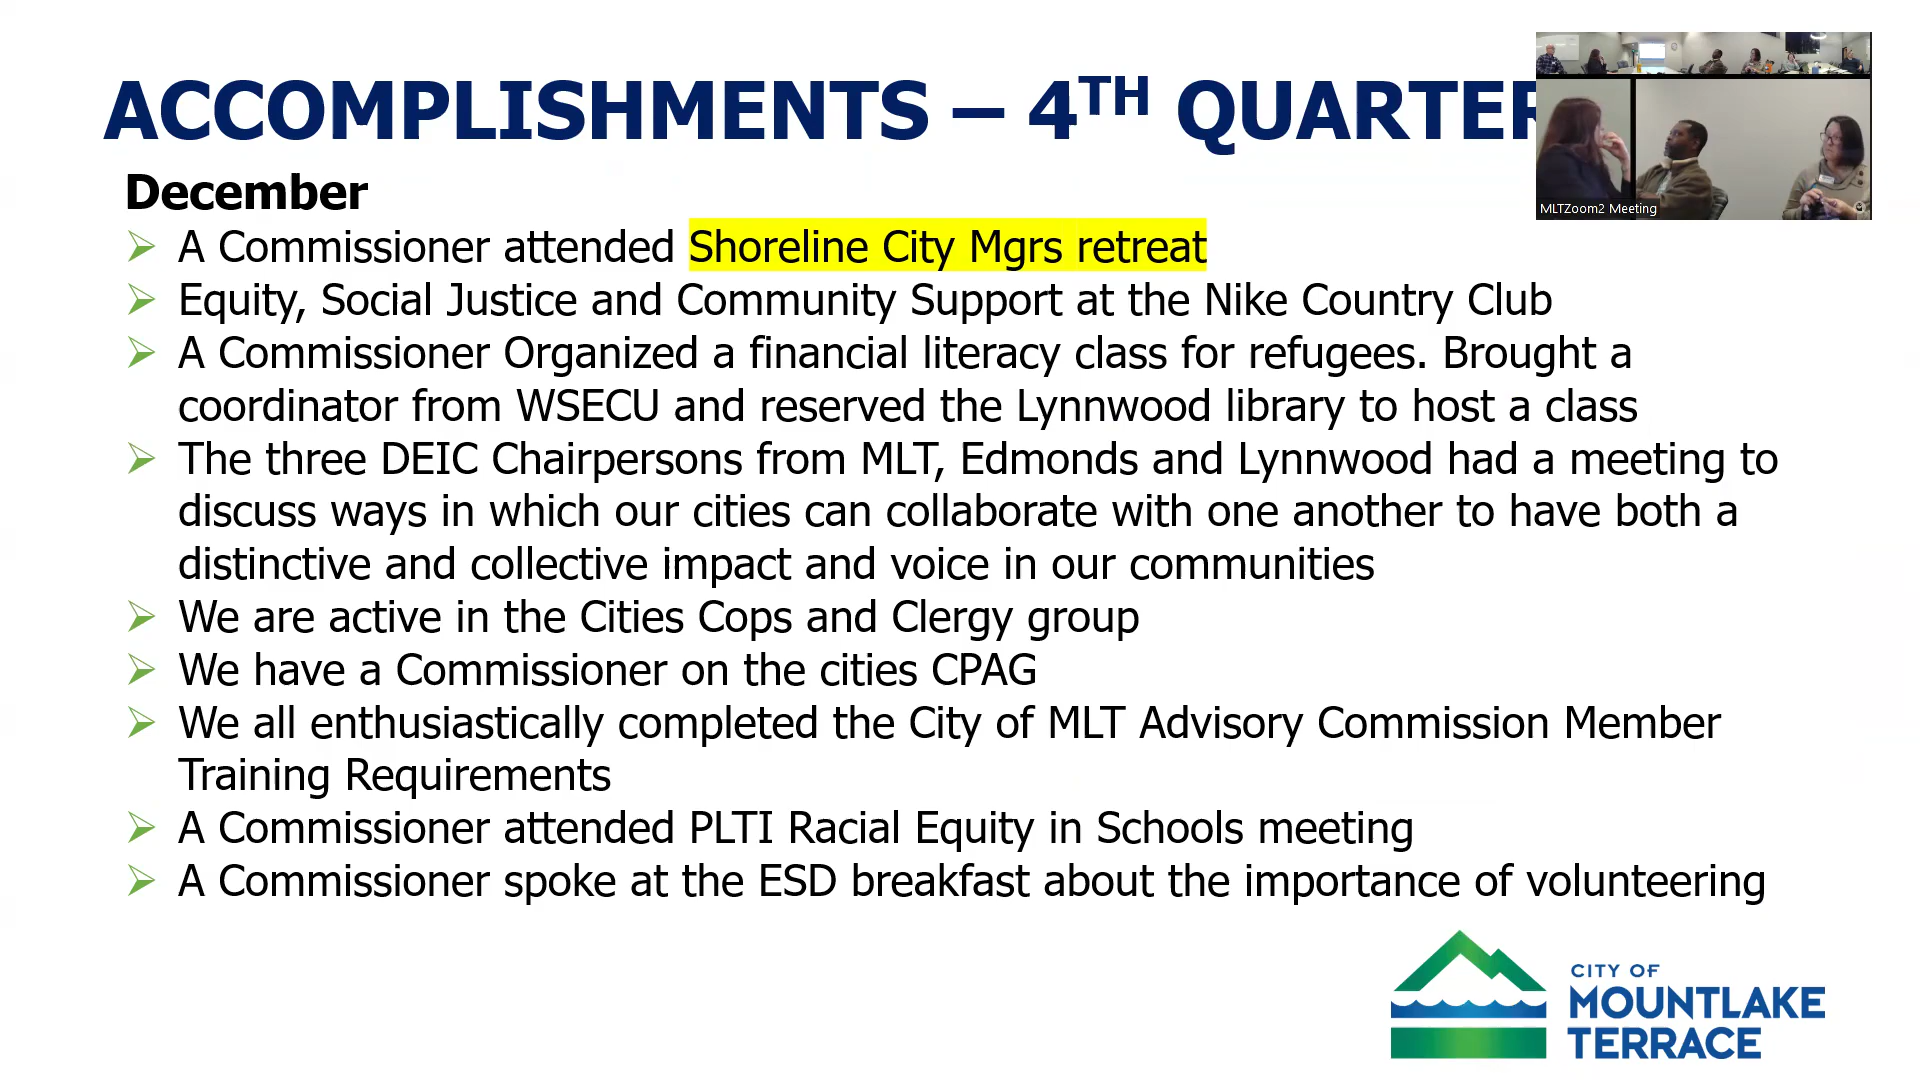 ACCOMPLISHMENTS – 4TH QUARTER
December
A Commissioner attended Shoreline City Mgrs retreat
Equity, Social Justice and Community Support at the Nike Country Club
A Commissioner Organized a financial literacy class for refugees. Brought a
coordinator from WSECU and reserved the Lynnwood library to host a class
The three DEIC Chairpersons from MLT, Edmonds and Lynnwood had a meeting to
discuss ways in which our cities can collaborate with one another to have both a
distinctive and collective impact and voice in our communities
We are active in the Cities Cops and Clergy group
We have a Commissioner on the cities CPAG
We all enthusiastically completed the City of MLT Advisory Commission Member
Training Requirements
A Commissioner attended PLTI Racial Equity in Schools meeting
A Commissioner spoke at the ESD breakfast about the importance of volunteering
MLTZoom2 Meeting
CITY OF
MOUNTLAKE
TERRACE